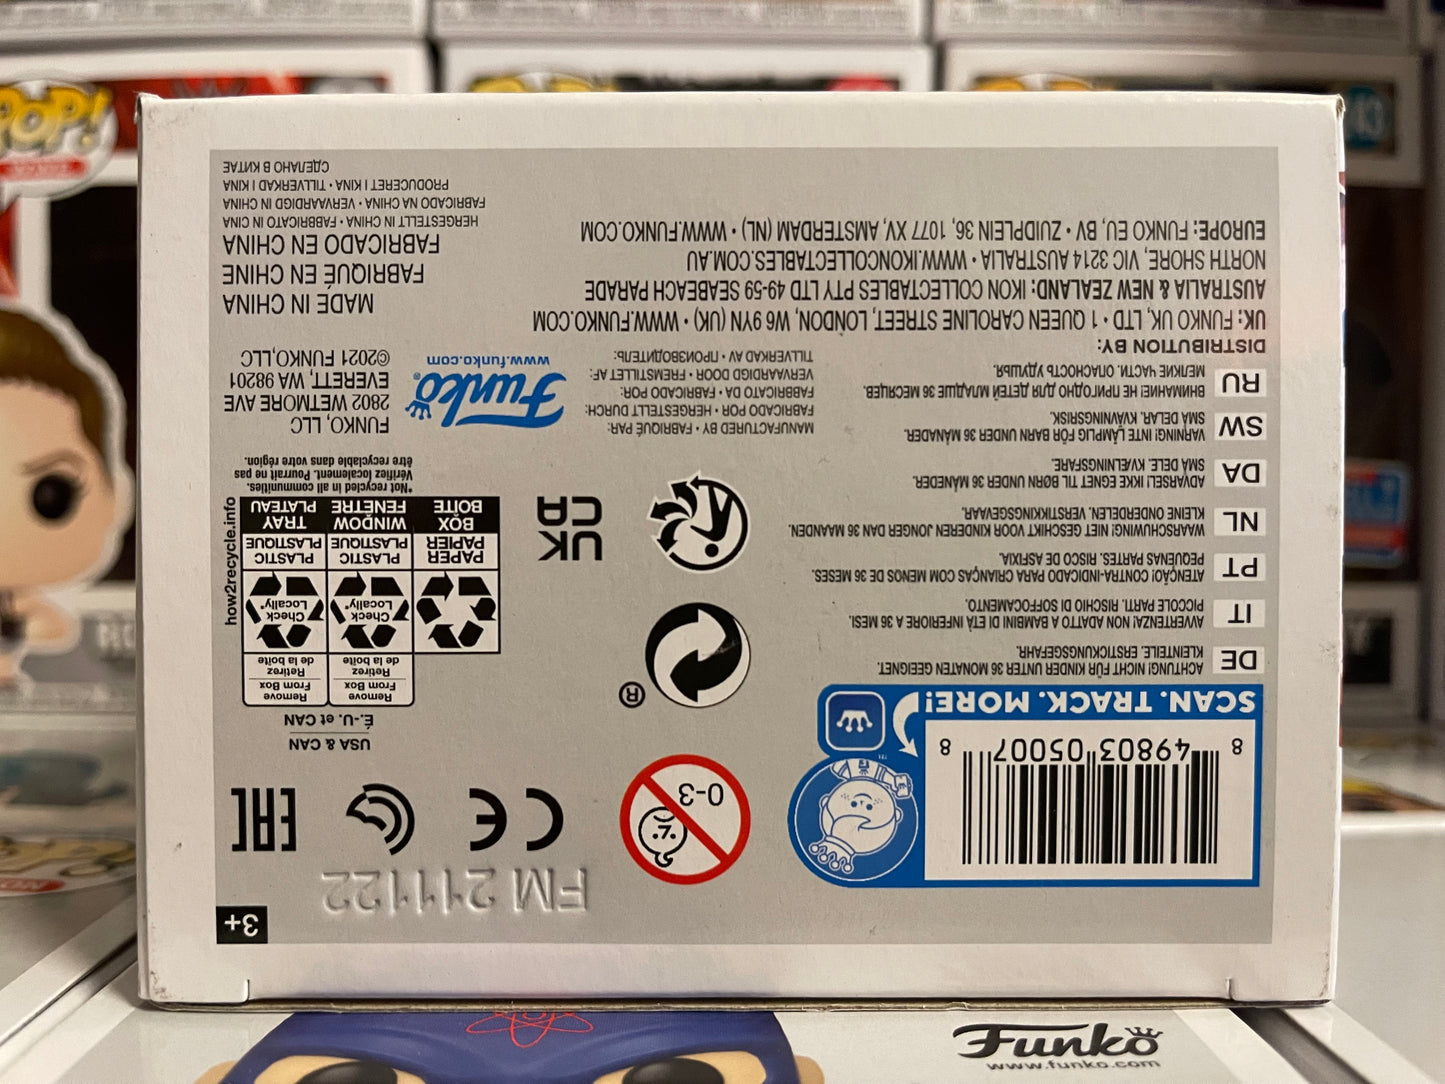 3+
FM 211122
EAC
CE
0-3
8 49803 05007 8
SCAN. TRACK. MORE!
TM
USA & CAN
É.-U. et CAN
Remove
From Box
Retirez
de la boîte
Remove
From Box
Retirez
de la boîte
Check
Locally*
Check
Locally*
PAPER
PAPIER
BOX
BOÎTE
PLASTIC
PLASTIQUE
WINDOW
FENÊTRE
PLASTIC
PLASTIQUE
TRAY
PLATEAU
how2recycle.info
*Not recycled in all communities.
Vérifiez localement. Pourrait ne pas
être recyclable dans votre région.
®
UK
CA
DE
ACHTUNG! NICHT FÜR KINDER UNTER 36 MONATEN GEEIGNET.
KLEINTEILE. ERSTICKUNGSGEFAHR.
IT
AVVERTENZA! NON ADATTO A BAMBINI DI ETÀ INFERIORE A 36 MESI.
PICCOLE PARTI. RISCHIO DI SOFFOCAMENTO.
PT
ATENÇÃO! CONTRA-INDICADO PARA CRIANÇAS COM MENOS DE 36 MESES.
PEQUENAS PARTES. RISCO DE ASFIXIA.
NL
WAARSCHUWING! NIET GESCHIKT VOOR KINDEREN JONGER DAN 36 MAANDEN.
KLEINE ONDERDELEN. VERSTIKKINGSGEVAAR.
DA
ADVARSEL! IKKE EGNET TIL BØRN UNDER 36 MÅNEDER.
SMÅ DELE. KVÆLNINGSFARE.
SW
VARNING! INTE LÄMPLIG FÖR BARN UNDER 36 MÅNADER.
SMÅ DELAR. KVÄVNINGSRISK.
RU
ВНИМАНИЕ! НЕ ПРИГОДНО ДЛЯ ДЕТЕЙ МЛАДШЕ 36 МЕСЯЦЕВ.
МЕЛКИЕ ЧАСТИ. ОПАСНОСТЬ УДУШЬЯ.
FUNKO, LLC
2802 WETMORE AVE
EVERETT, WA 98201
©2021 FUNKO,LLC
Funko®
www.funko.com
MANUFACTURED BY • FABRIQUÉ PAR:
FABRICADO POR • HERGESTELLT DURCH:
FABRICADO POR: • FABBRICATO DA:
VERVAARDIGD DOOR • FREMSTILLET AF:
TILLVERKAD AV • ПРОИЗВОДИТЕЛЬ:
DISTRIBUTION BY:
UK: FUNKO UK, LTD • 1 QUEEN CAROLINE STREET, LONDON, W6 9YN (UK) • WWW.FUNKO.COM
AUSTRALIA & NEW ZEALAND: IKON COLLECTABLES PTY LTD 49-59 SEABEACH PARADE
NORTH SHORE, VIC 3214 AUSTRALIA • WWW.IKONCOLLECTABLES.COM.AU
EUROPE: FUNKO EU, BV • ZUIDPLEIN 36, 1077 XV, AMSTERDAM (NL) • WWW.FUNKO.COM
MADE IN CHINA
FABRIQUÉ EN CHINE
FABRICADO EN CHINA
HERGESTELLT IN CHINA • FABBRICATO IN CINA
FABRICADO NA CHINA • VERVAARDIGD IN CHINA
PRODUCERET I KINA • TILLVERKAD I KINA
СДЕЛАНО В КИТАЕ
POP!
Funko
www.funko.com